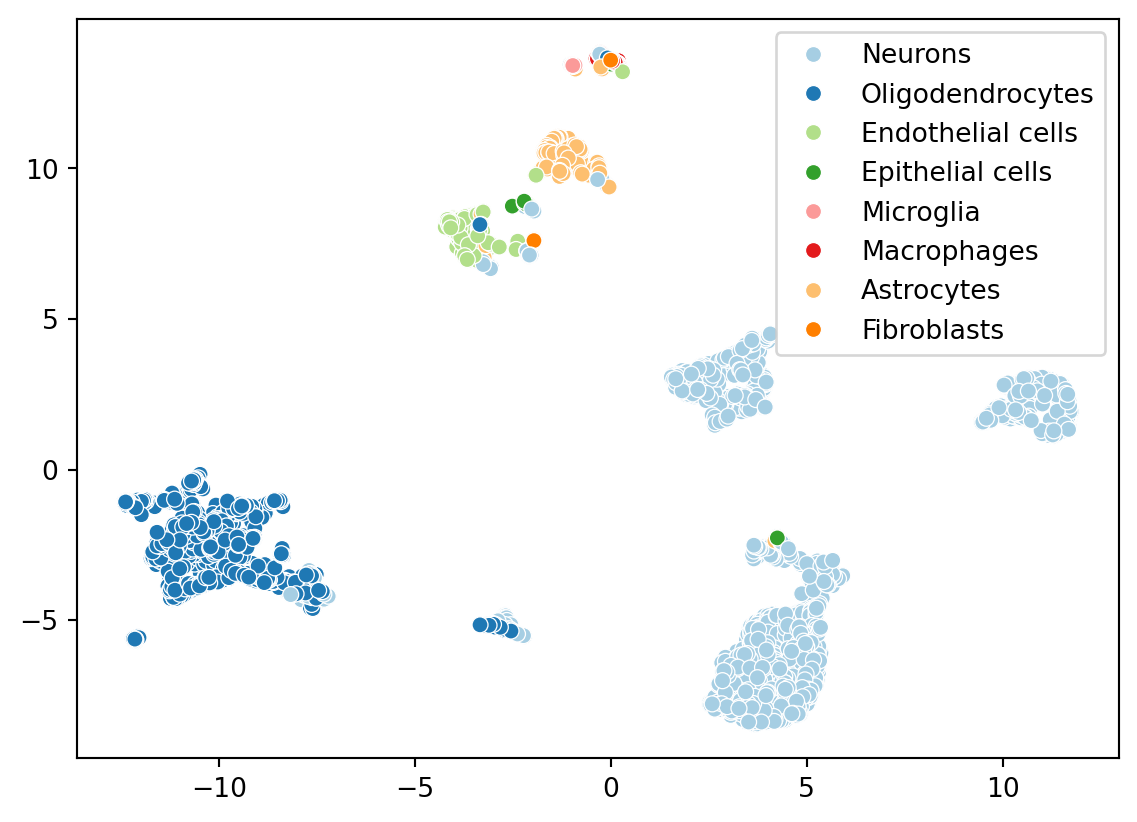 Neurons
Oligodendrocytes
Endothelial cells
Epithelial cells
Microglia
Macrophages
Astrocytes
Fibroblasts
10
5
0
−5
−10 −5 0 5 10